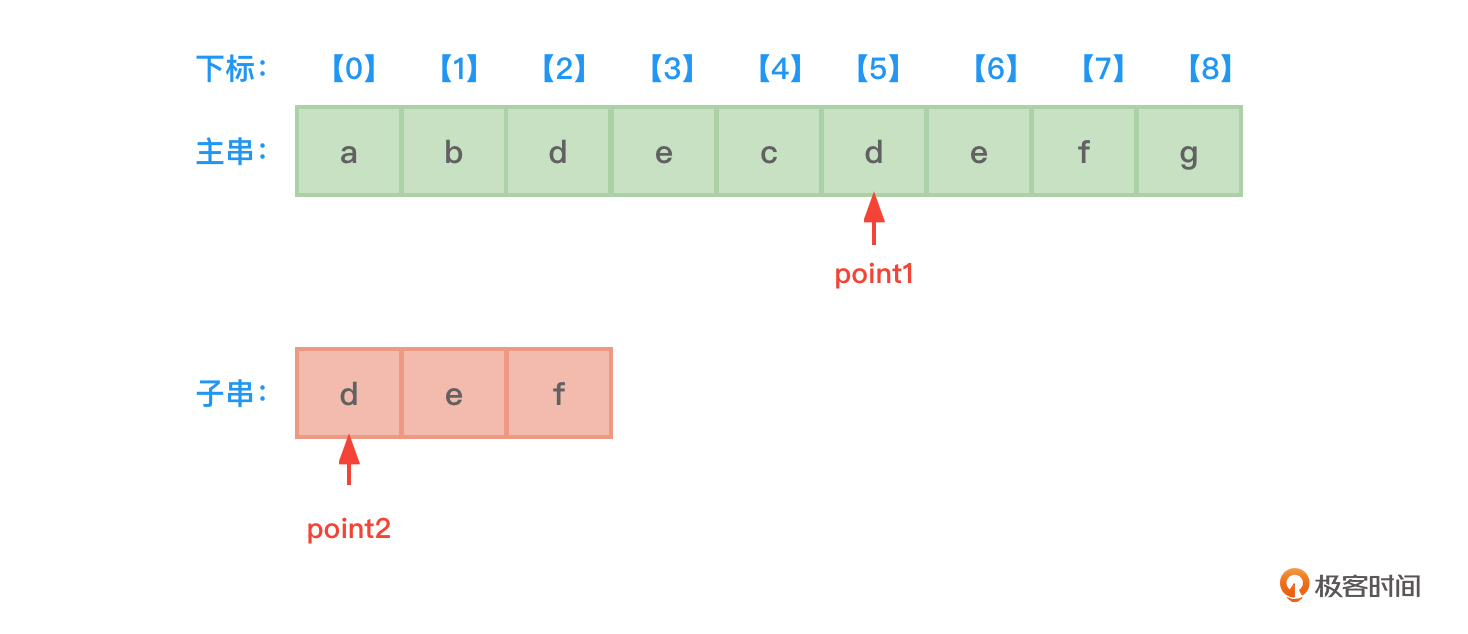 下标： 【0】 【1】 【2】 【3】 【4】 【5】 【6】 【7】 【8】
主串： a b d e c d e f g
point1
子串： d e f
point2
极客时间